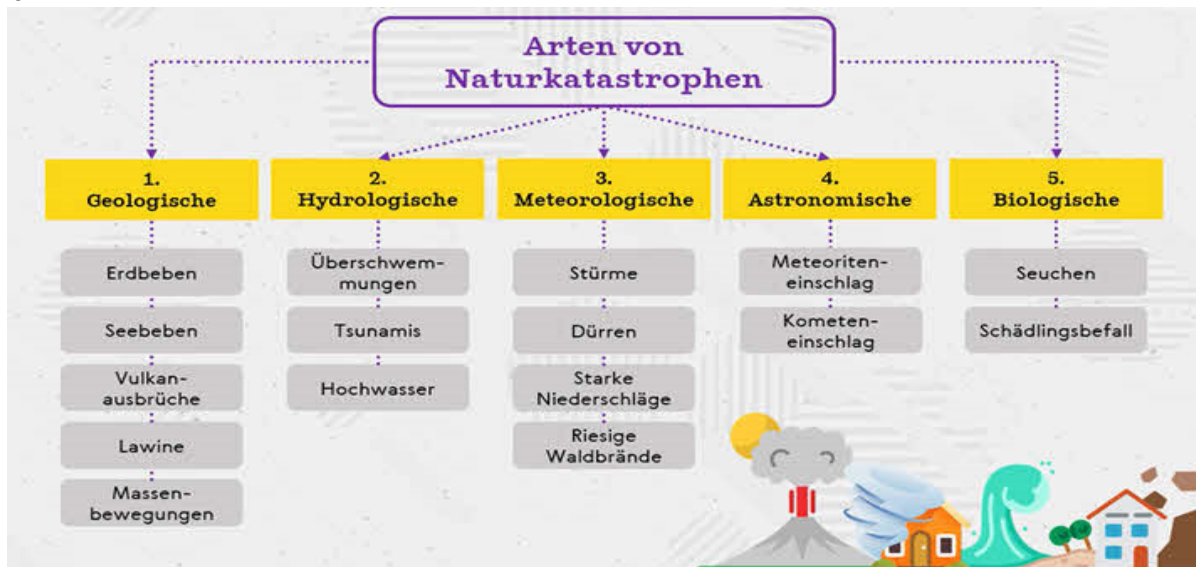 Arten von
Naturkatastrophen
1.
Geologische
Erdbeben
Seebeben
Vulkan-
ausbrüche
Lawine
Massen-
bewegungen
2.
Hydrologische
Überschwem-
mungen
Tsunamis
Hochwasser
3.
Meteorologische
Stürme
Dürren
Starke
Niederschläge
Riesige
Waldbrände
4.
Astronomische
Meteoriten-
einschlag
Kometen-
einschlag
5.
Biologische
Seuchen
Schädlingsbefall